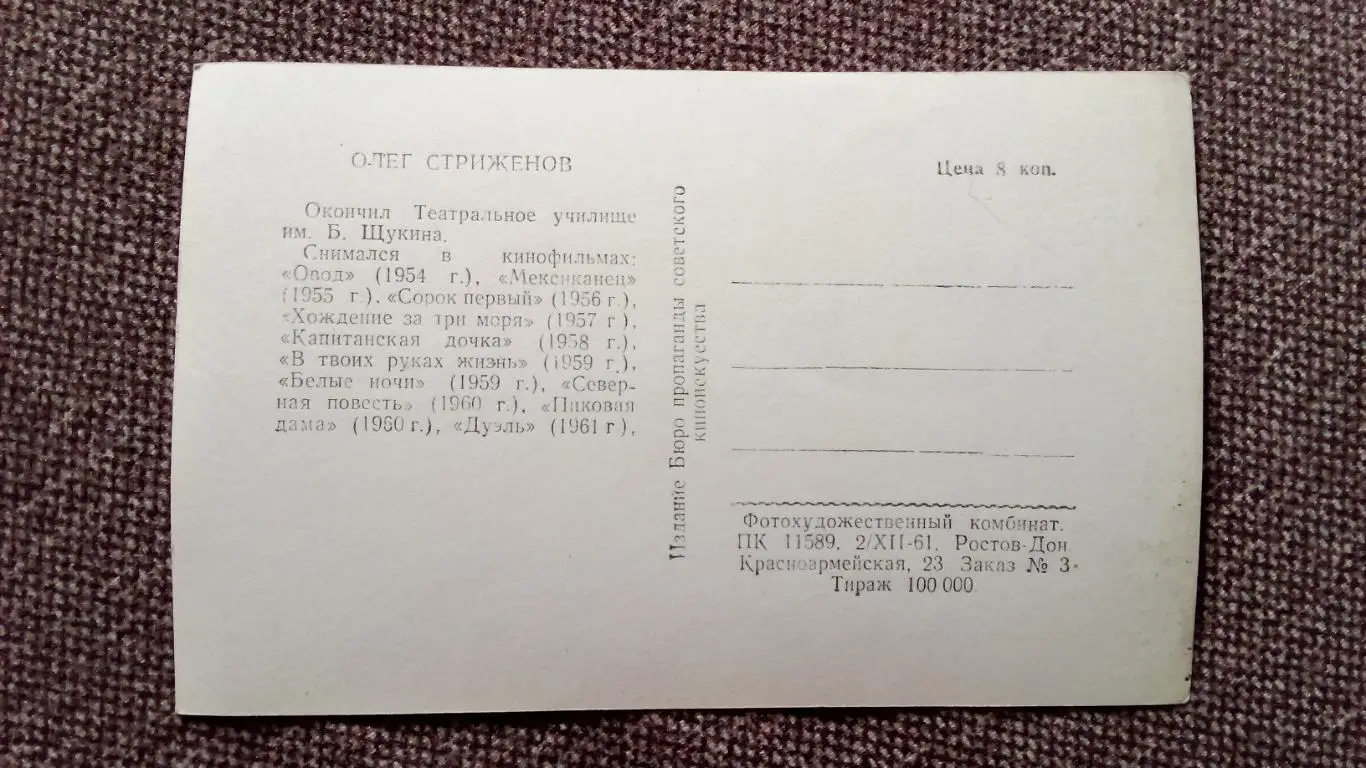 ОЛЕГ СТРИЖЕНОВ
Окончил Театральное училище
им. Б. Щукина.
Снимался в кинофильмах:
«Овод» (1954 г.), «Мексиканец»
(1955 г.), «Сорок первый» (1956 г.),
«Хождение за три моря» (1957 г),
«Капитанская дочка» (1958 г.),
«В твоих руках жизнь» (1959 г.),
«Белые ночи» (1959 г.), «Север-
ная повесть» (1960 г.), «Пиковая
дама» (1960 г.), «Дуэль» (1961 г),
Издание Бюро пропаганды советского
киноискусства
Цена 8 коп.
Фотохудожественный комбинат.
ПК 11589. 2/XII-61. Ростов-Дон
Красноармейская, 23 Заказ № 3.
Тираж 100 000